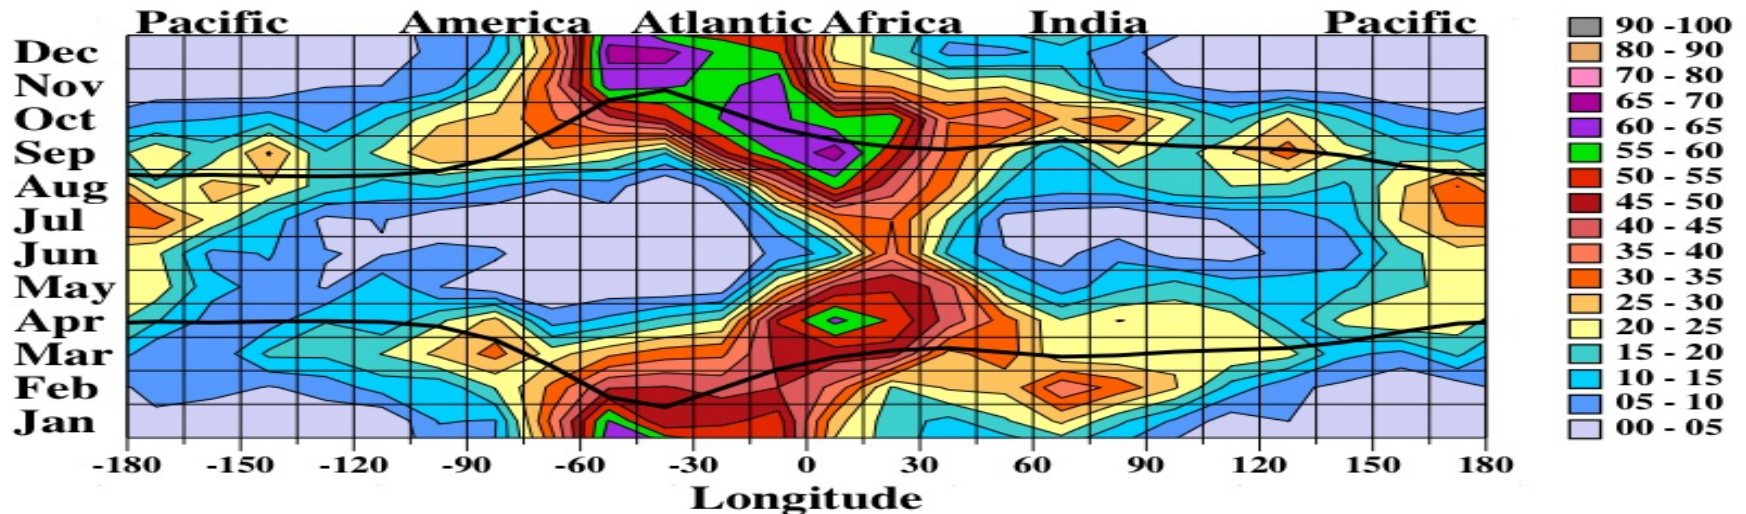 Pacific America Atlantic Africa India Pacific
Dec
Nov
Oct
Sep
Aug
Jul
Jun
May
Apr
Mar
Feb
Jan
-180 -150 -120 -90 -60 -30 0 30 60 90 120 150 180
Longitude
90 -100
80 - 90
70 - 80
65 - 70
60 - 65
55 - 60
50 - 55
45 - 50
40 - 45
35 - 40
30 - 35
25 - 30
20 - 25
15 - 20
10 - 15
05 - 10
00 - 05